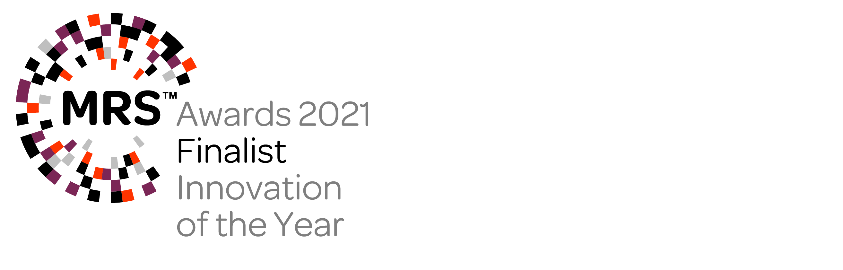 MRS™
Awards 2021
Finalist
Innovation
of the Year